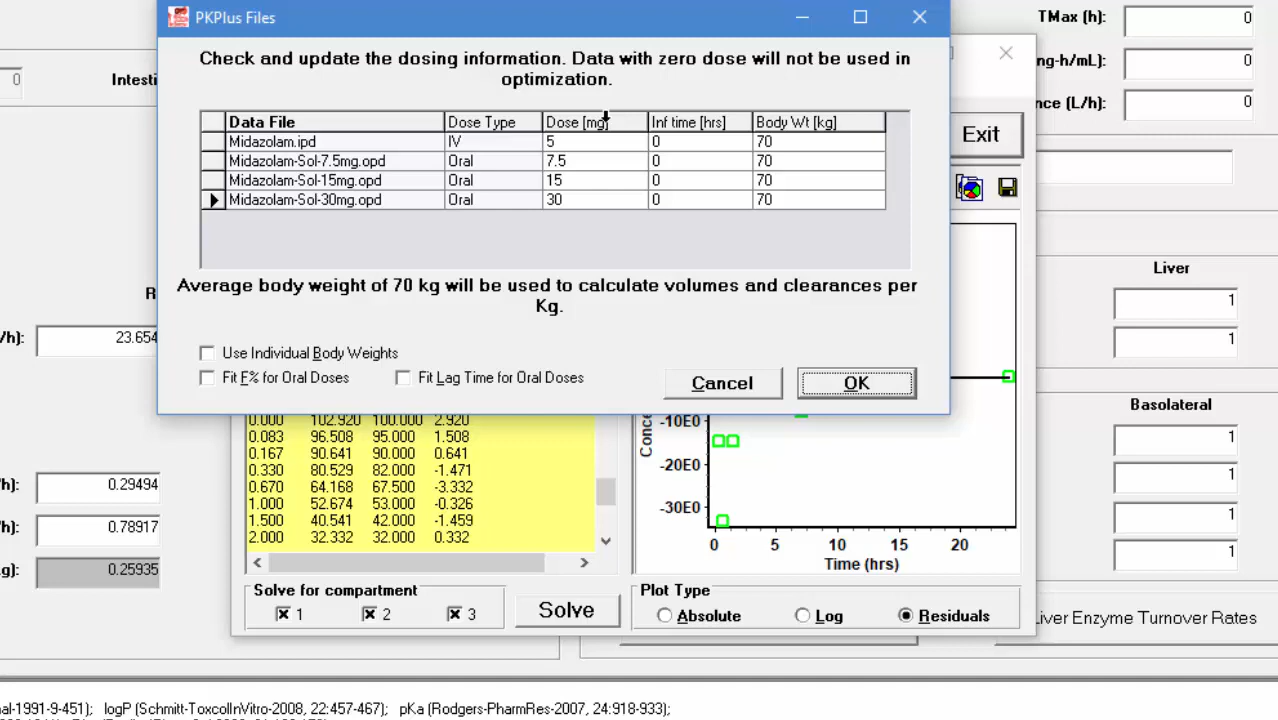 PKPlus Files
TMax (h): 0
Check and update the dosing information. Data with zero dose will not be used in
optimization.
0 Intesti
ng-h/mL): 0
nce (L/h): 0
Data File Dose Type Dose [mg] Inf time [hrs] Body Wt [kg]
Midazolam.ipd IV 5 0 70
Midazolam-Sol-7.5mg.opd Oral 7.5 0 70
Midazolam-Sol-15mg.opd Oral 15 0 70
Midazolam-Sol-30mg.opd Oral 30 0 70
Exit
Average body weight of 70 kg will be used to calculate volumes and clearances per
Kg.
R
/h): 23.654
Use Individual Body Weights
Fit F% for Oral Doses Fit Lag Time for Oral Doses
Cancel OK
Liver
1
1
Basolateral
1
1
1
1
0.000 102.920 100.000 2.920
0.083 96.508 95.000 1.508
0.167 90.641 90.000 0.641
0.330 80.529 82.000 -1.471
0.670 64.168 67.500 -3.332
1.000 52.674 53.000 -0.326
1.500 40.541 42.000 -1.459
2.000 32.332 32.000 0.332
/h): 0.29494
/h): 0.78917
g): 0.25935
Conce
-10E0
-20E0
-30E0
0 5 10 15 20
Time (hrs)
Solve for compartment
1 2 3
Solve
Plot Type
Absolute Log Residuals
Liver Enzyme Turnover Rates
al-1991-9-451); logP (Schmitt-ToxcolInVitro-2008, 22:457-467); pKa (Rodgers-PharmRes-2007, 24:918-933);